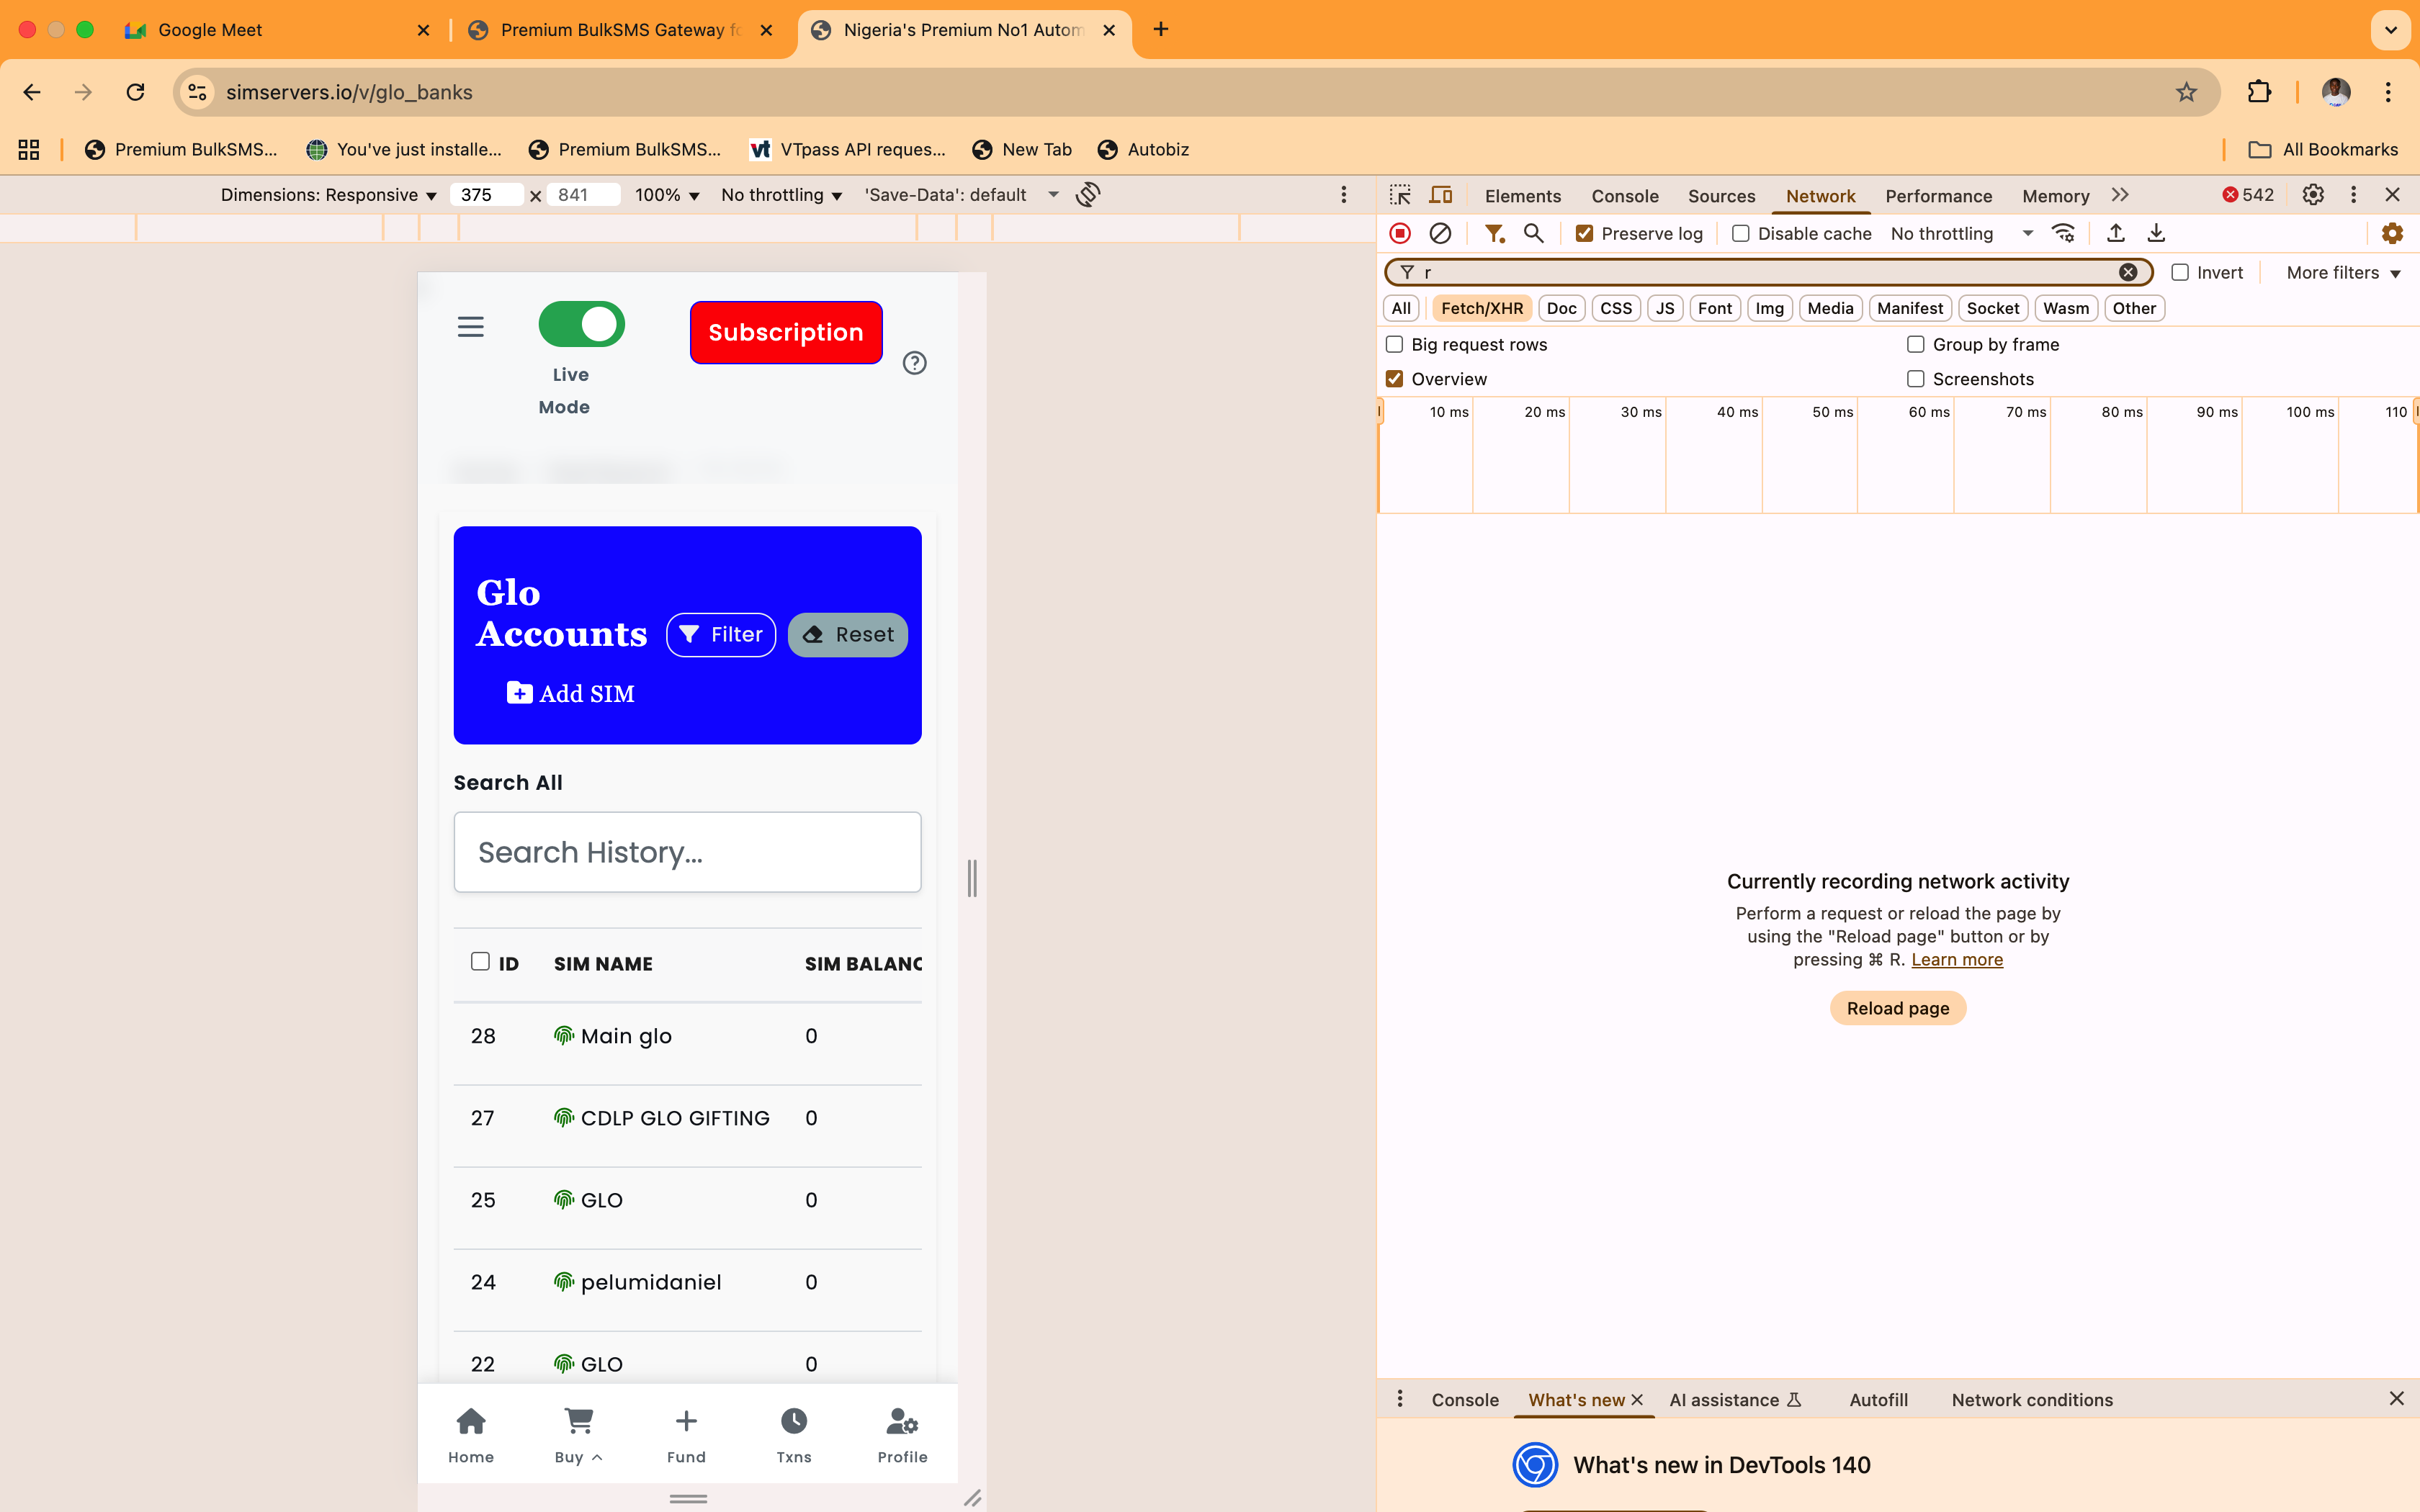 Google Meet
Premium BulkSMS Gateway fo
Nigeria's Premium No1 Autom
simservers.io/v/glo_banks
Premium BulkSMS...
You've just installe...
Premium BulkSMS...
vt VTpass API reques...
New Tab
Autobiz
All Bookmarks
Dimensions: Responsive 375 x 841 100% No throttling 'Save-Data': default
Elements Console Sources Network Performance Memory 542
Preserve log Disable cache No throttling
r
Invert More filters
All Fetch/XHR Doc CSS JS Font Img Media Manifest Socket Wasm Other
Big request rows Group by frame
Overview Screenshots
10 ms 20 ms 30 ms 40 ms 50 ms 60 ms 70 ms 80 ms 90 ms 100 ms 110
Live
Mode
Subscription
Glo
Accounts
Filter Reset
Add SIM
Search All
Search History...
ID SIM NAME SIM BALANC
28 Main glo 0
27 CDLP GLO GIFTING 0
25 GLO 0
24 pelumidaniel 0
22 GLO 0
Home Buy Fund Txns Profile
Currently recording network activity
Perform a request or reload the page by
using the "Reload page" button or by
pressing ⌘ R. Learn more
Reload page
Console What's new AI assistance Autofill Network conditions
What's new in DevTools 140